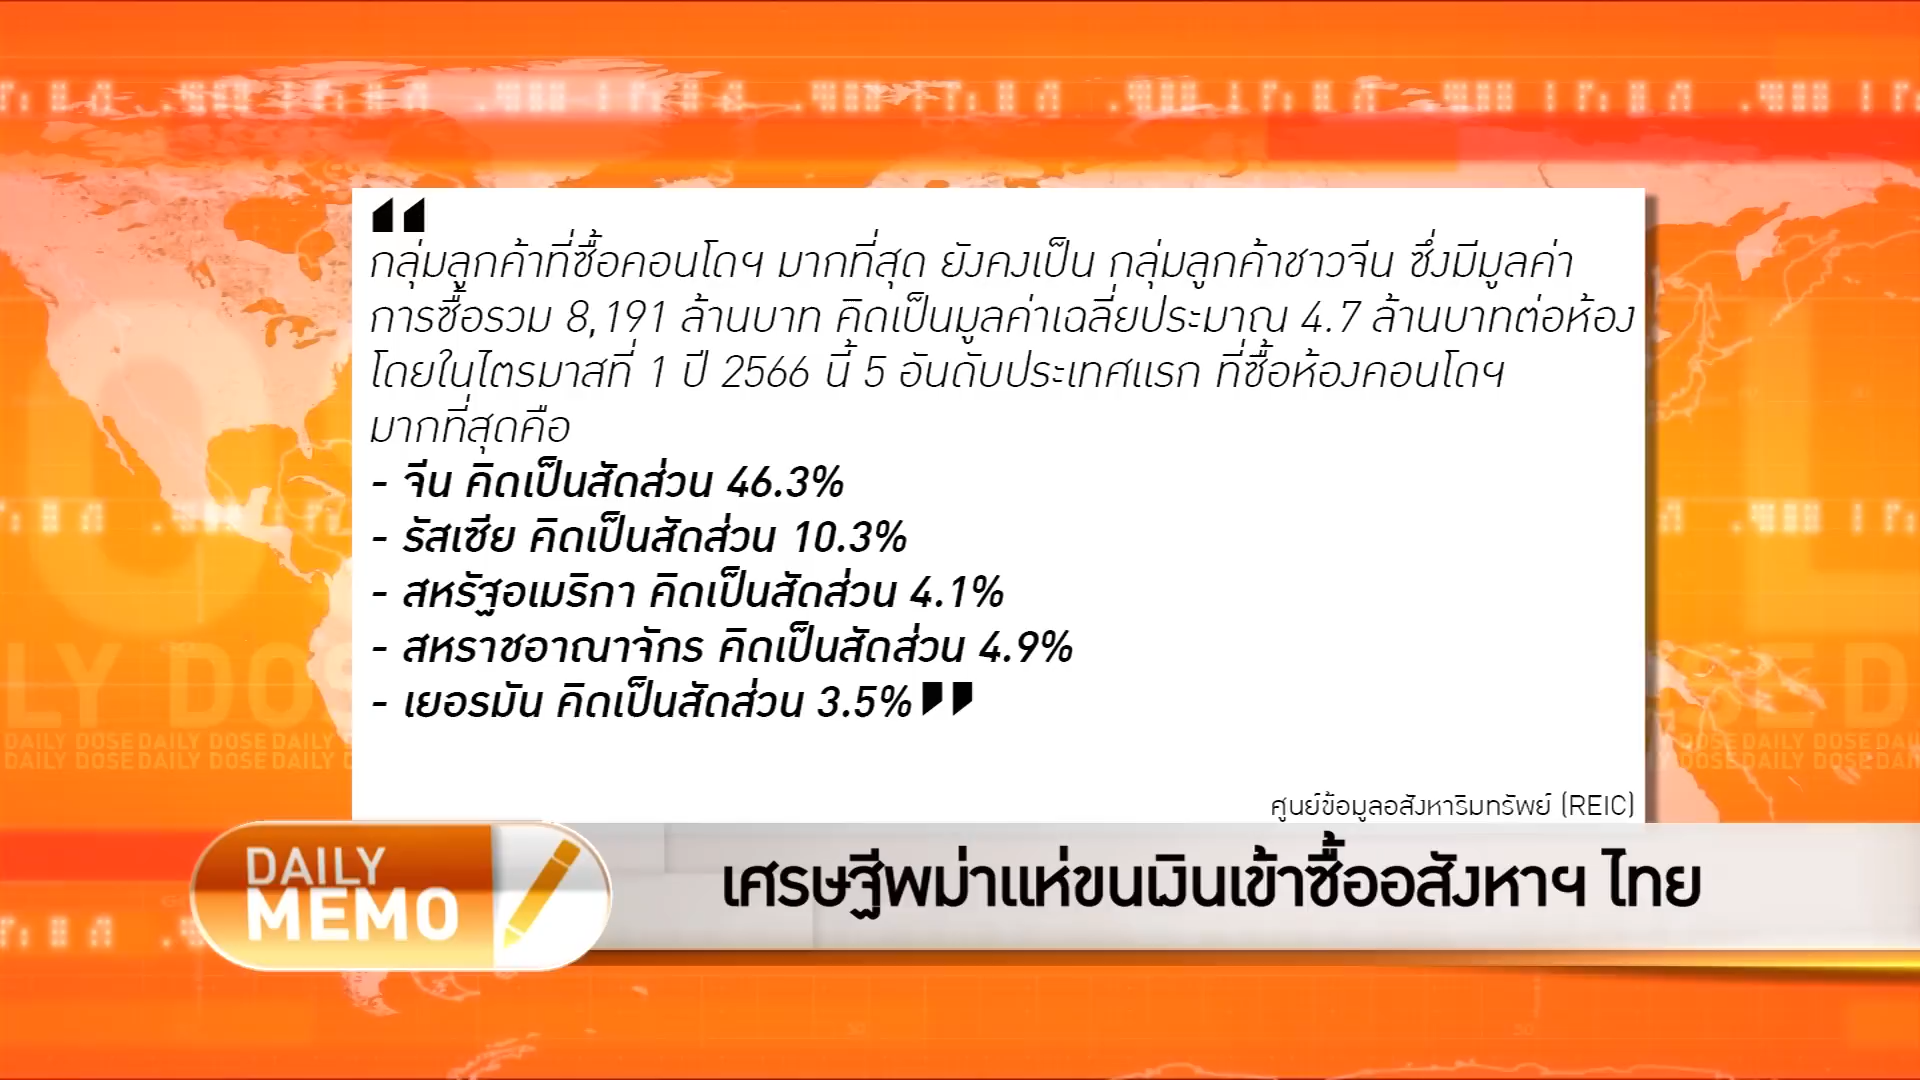 กลุ่มลูกค้าที่ซื้อคอนโดฯ มากที่สุด ยังคงเป็น กลุ่มลูกค้าชาวจีน ซึ่งมีมูลค่า
การซื้อรวม 8,191 ล้านบาท คิดเป็นมูลค่าเฉลี่ยประมาณ 4.7 ล้านบาทต่อห้อง
โดยในไตรมาสที่ 1 ปี 2566 นี้ 5 อันดับประเทศแรก ที่ซื้อห้องคอนโดฯ
มากที่สุดคือ
- จีน คิดเป็นสัดส่วน 46.3%
- รัสเซีย คิดเป็นสัดส่วน 10.3%
- สหรัฐอเมริกา คิดเป็นสัดส่วน 4.1%
- สหราชอาณาจักร คิดเป็นสัดส่วน 4.9%
- เยอรมัน คิดเป็นสัดส่วน 3.5%"
ศูนย์ข้อมูลอสังหาริมทรัพย์ (REIC)
DAILY
MEMO
เศรษฐีพม่าแห่ขนเงินเข้าซื้ออสังหาฯ ไทย
LY DOSE
DAILY DOSE DAILY DOSE DAILY
DAILY DOSE DAILY DOSE DAILY